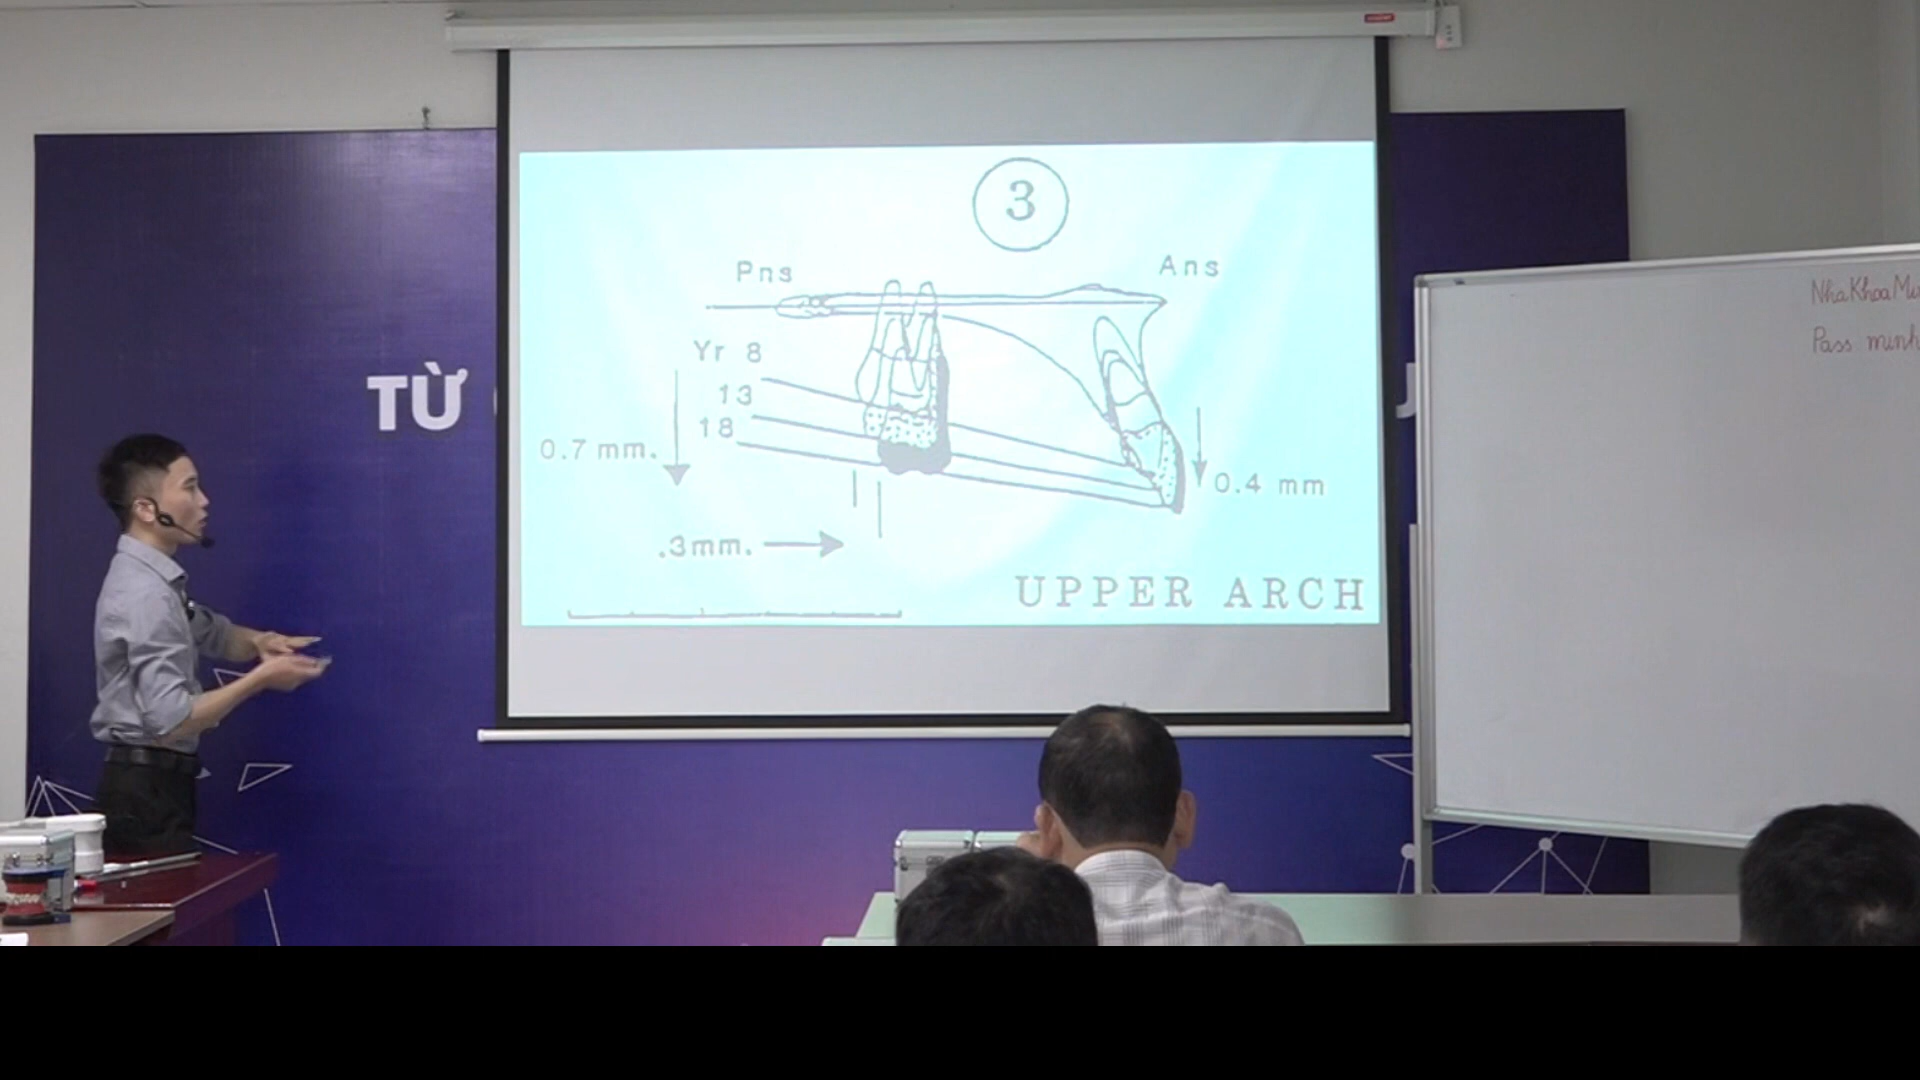 3
Pns
Ans
Yr 8
13
18
0.7 mm.
0.4 mm
.3mm.
UPPER ARCH
TỪ
Nha Khoa
Pass minh